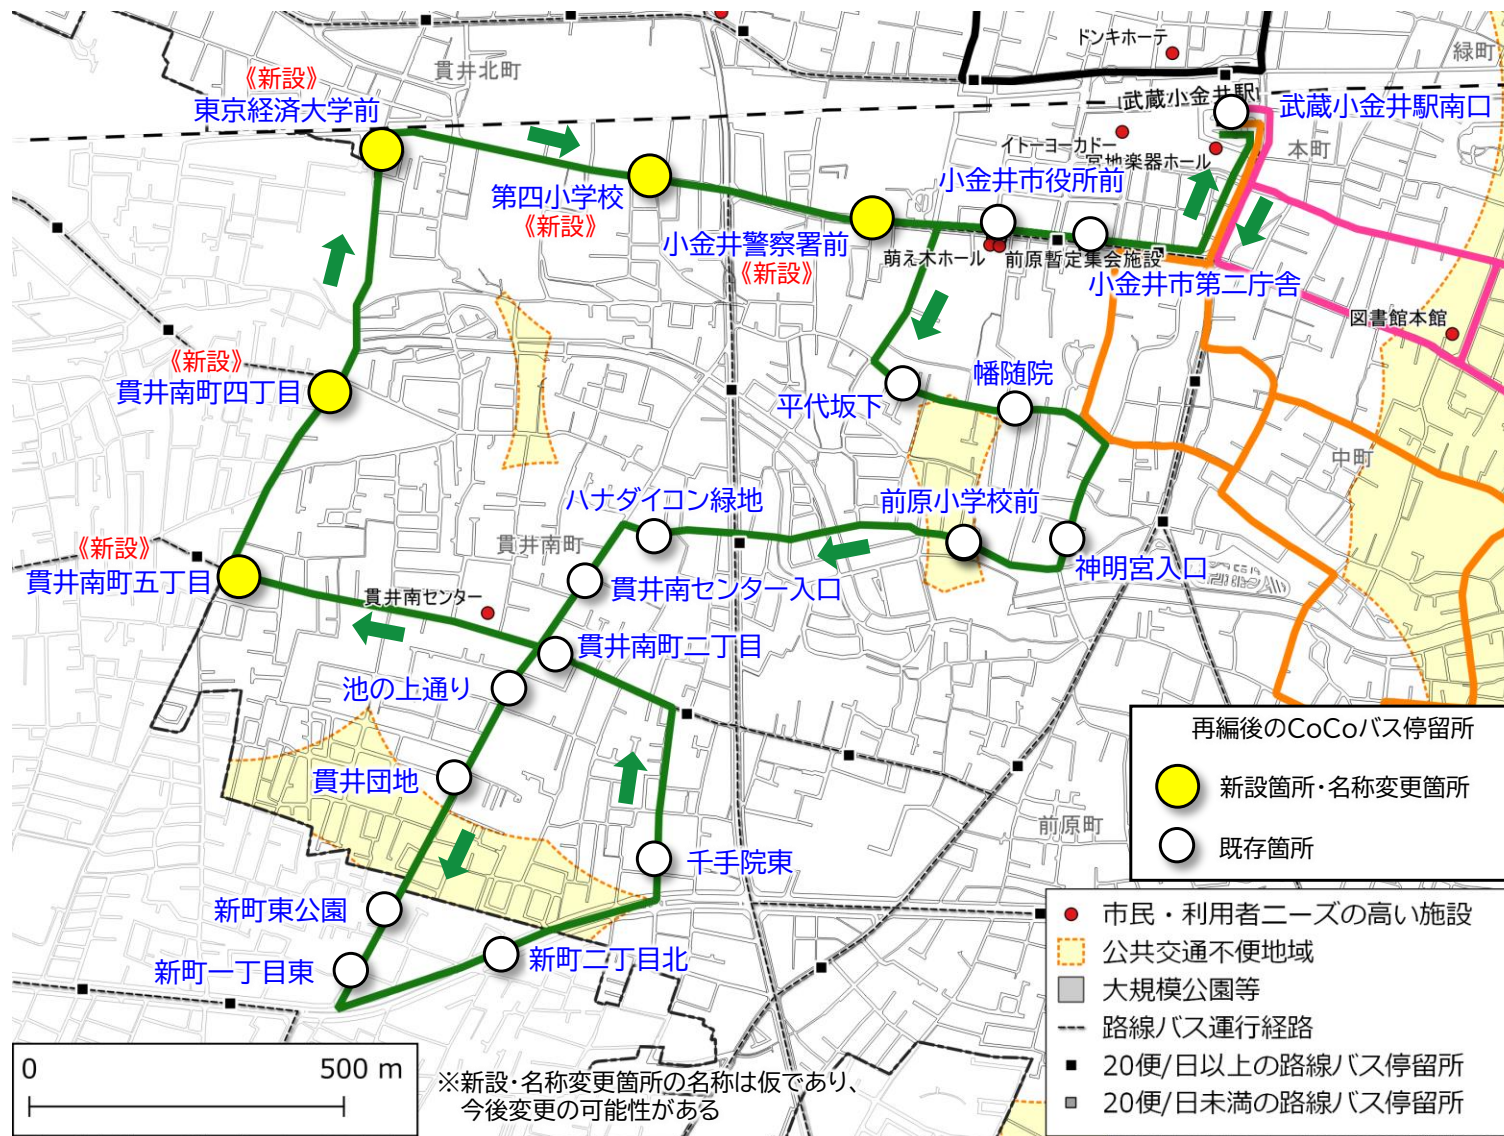 ドンキホーテ
緑町
貫井北町
《新設》
東京経済大学前
武蔵小金井駅
武蔵小金井駅南口
イトーヨーカドー
宮地楽器ホール
本町
第四小学校
《新設》
小金井市役所前
小金井警察署前
《新設》
萌え木ホール
前原暫定集会施設
小金井市第二庁舎
図書館本館
《新設》
貫井南町四丁目
平代坂下
幡随院
中町
ハナダイコン緑地
前原小学校前
貫井南町
《新設》
貫井南町五丁目
貫井南センター
貫井南センター入口
神明宮入口
貫井南町二丁目
池の上通り
貫井団地
前原町
千手院東
新町東公園
新町一丁目東
新町二丁目北
再編後のCoCoバス停留所
新設箇所・名称変更箇所
既存箇所
市民・利用者ニーズの高い施設
公共交通不便地域
大規模公園等
路線バス運行経路
20便/日以上の路線バス停留所
20便/日未満の路線バス停留所
0 500 m
※新設・名称変更箇所の名称は仮であり、
今後変更の可能性がある